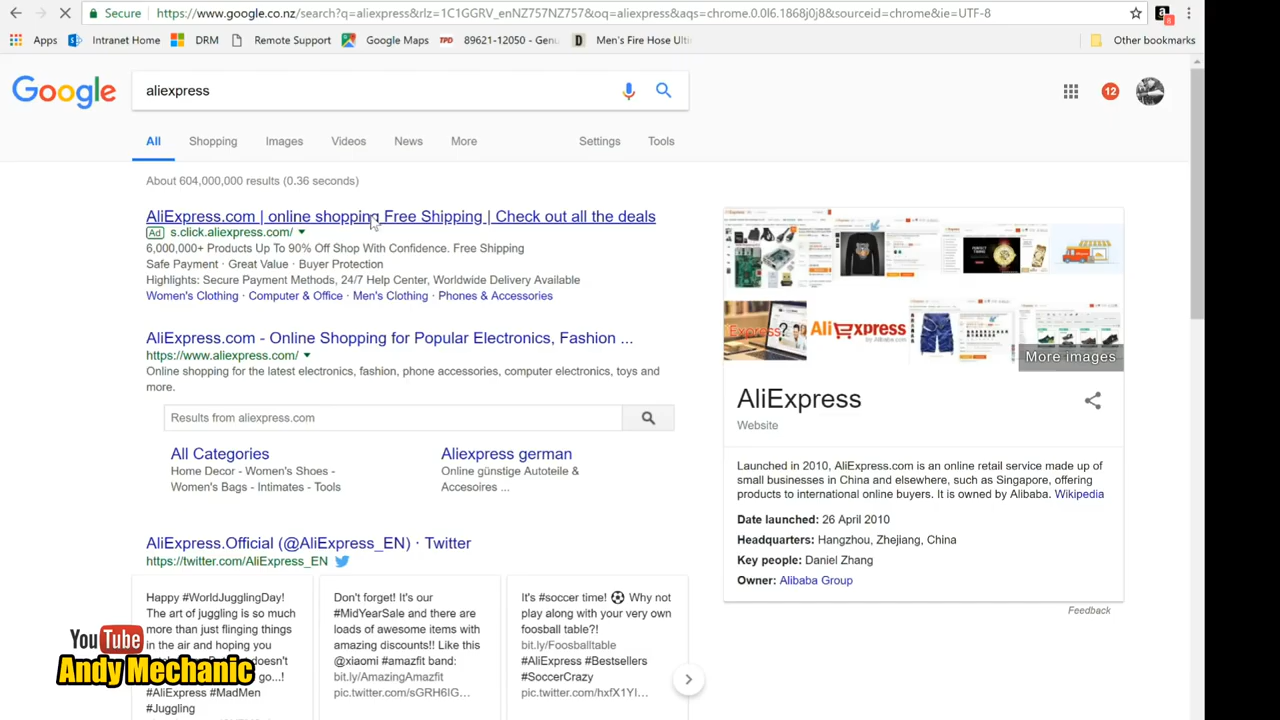 Secure https://www.google.co.nz/search?q=aliexpress&rlz=1C1GGRV_enNZ757NZ757&oq=aliexpress&aqs=chrome.0.0l6.1868j0j8&sourceid=chrome&ie=UTF-8
Apps Intranet Home DRM Remote Support Google Maps TPD 89621-12050 - Genu D Men's Fire Hose Ulti Other bookmarks
Google aliexpress 12
All Shopping Images Videos News More Settings Tools
About 604,000,000 results (0.36 seconds)
AliExpress.com | online shopping Free Shipping | Check out all the deals
Ad s.click.aliexpress.com/
6,000,000+ Products Up To 90% Off Shop With Confidence. Free Shipping
Safe Payment · Great Value · Buyer Protection
Highlights: Secure Payment Methods, 24/7 Help Center, Worldwide Delivery Available
Women's Clothing · Computer & Office · Men's Clothing · Phones & Accessories
AliExpress.com - Online Shopping for Popular Electronics, Fashion ...
https://www.aliexpress.com/
Online shopping for the latest electronics, fashion, phone accessories, computer electronics, toys and
more.
Results from aliexpress.com
All Categories
Home Decor - Women's Shoes -
Women's Bags - Intimates - Tools
Aliexpress german
Online günstige Autoteile &
Accesoires ...
AliExpress.Official (@AliExpress_EN) · Twitter
https://twitter.com/AliExpress_EN
Happy #WorldJugglingDay!
The art of juggling is so much
more than just flinging things
in the air and hoping you
doesn't
go...!
#AliExpress #MadMen
#Juggling
Don't forget! It's our
#MidYearSale and there are
loads of awesome items with
amazing discounts!! Like this
@xiaomi #amazfit band:
bit.ly/AmazingAmazfit
pic.twitter.com/sGRH6IG...
It's #soccer time! ⚽ Why not
play along with your very own
foosball table?!
bit.ly/Foosballtable
#AliExpress #Bestsellers
#SoccerCrazy
pic.twitter.com/hxfX1YI...
Express?
AliExpress
by Alibaba.com
More images
AliExpress
Website
Launched in 2010, AliExpress.com is an online retail service made up of
small businesses in China and elsewhere, such as Singapore, offering
products to international online buyers. It is owned by Alibaba. Wikipedia
Date launched: 26 April 2010
Headquarters: Hangzhou, Zhejiang, China
Key people: Daniel Zhang
Owner: Alibaba Group
Feedback
YouTube
Andy Mechanic